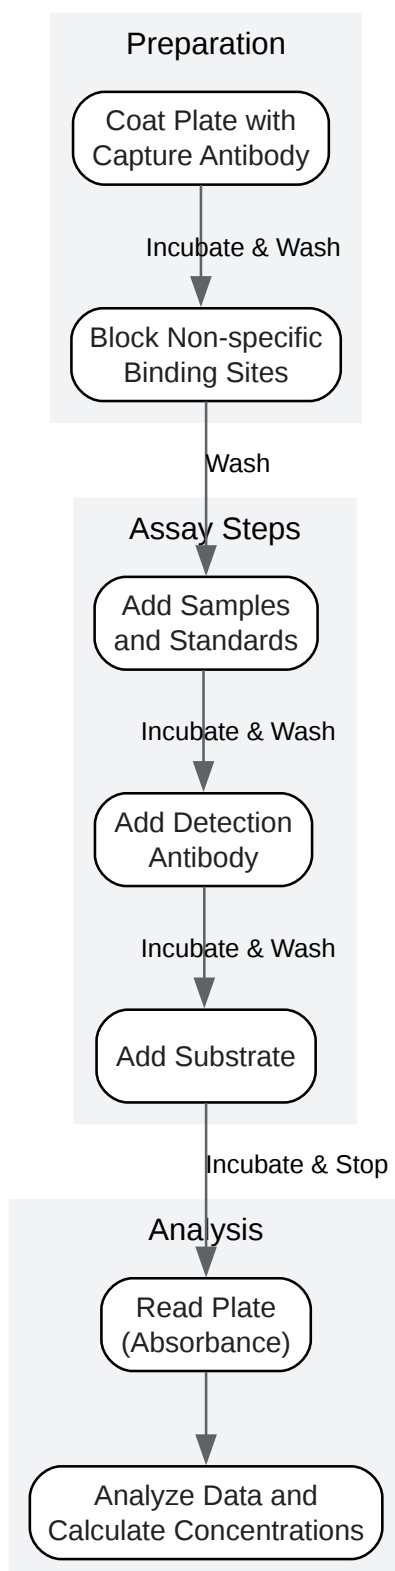 Preparation
Coat Plate with
Capture Antibody
Incubate & Wash
Block Non-specific
Binding Sites
Wash
Assay Steps
Add Samples
and Standards
Incubate & Wash
Add Detection
Antibody
Incubate & Wash
Add Substrate
Incubate & Stop
Analysis
Read Plate
(Absorbance)
Analyze Data and
Calculate Concentrations